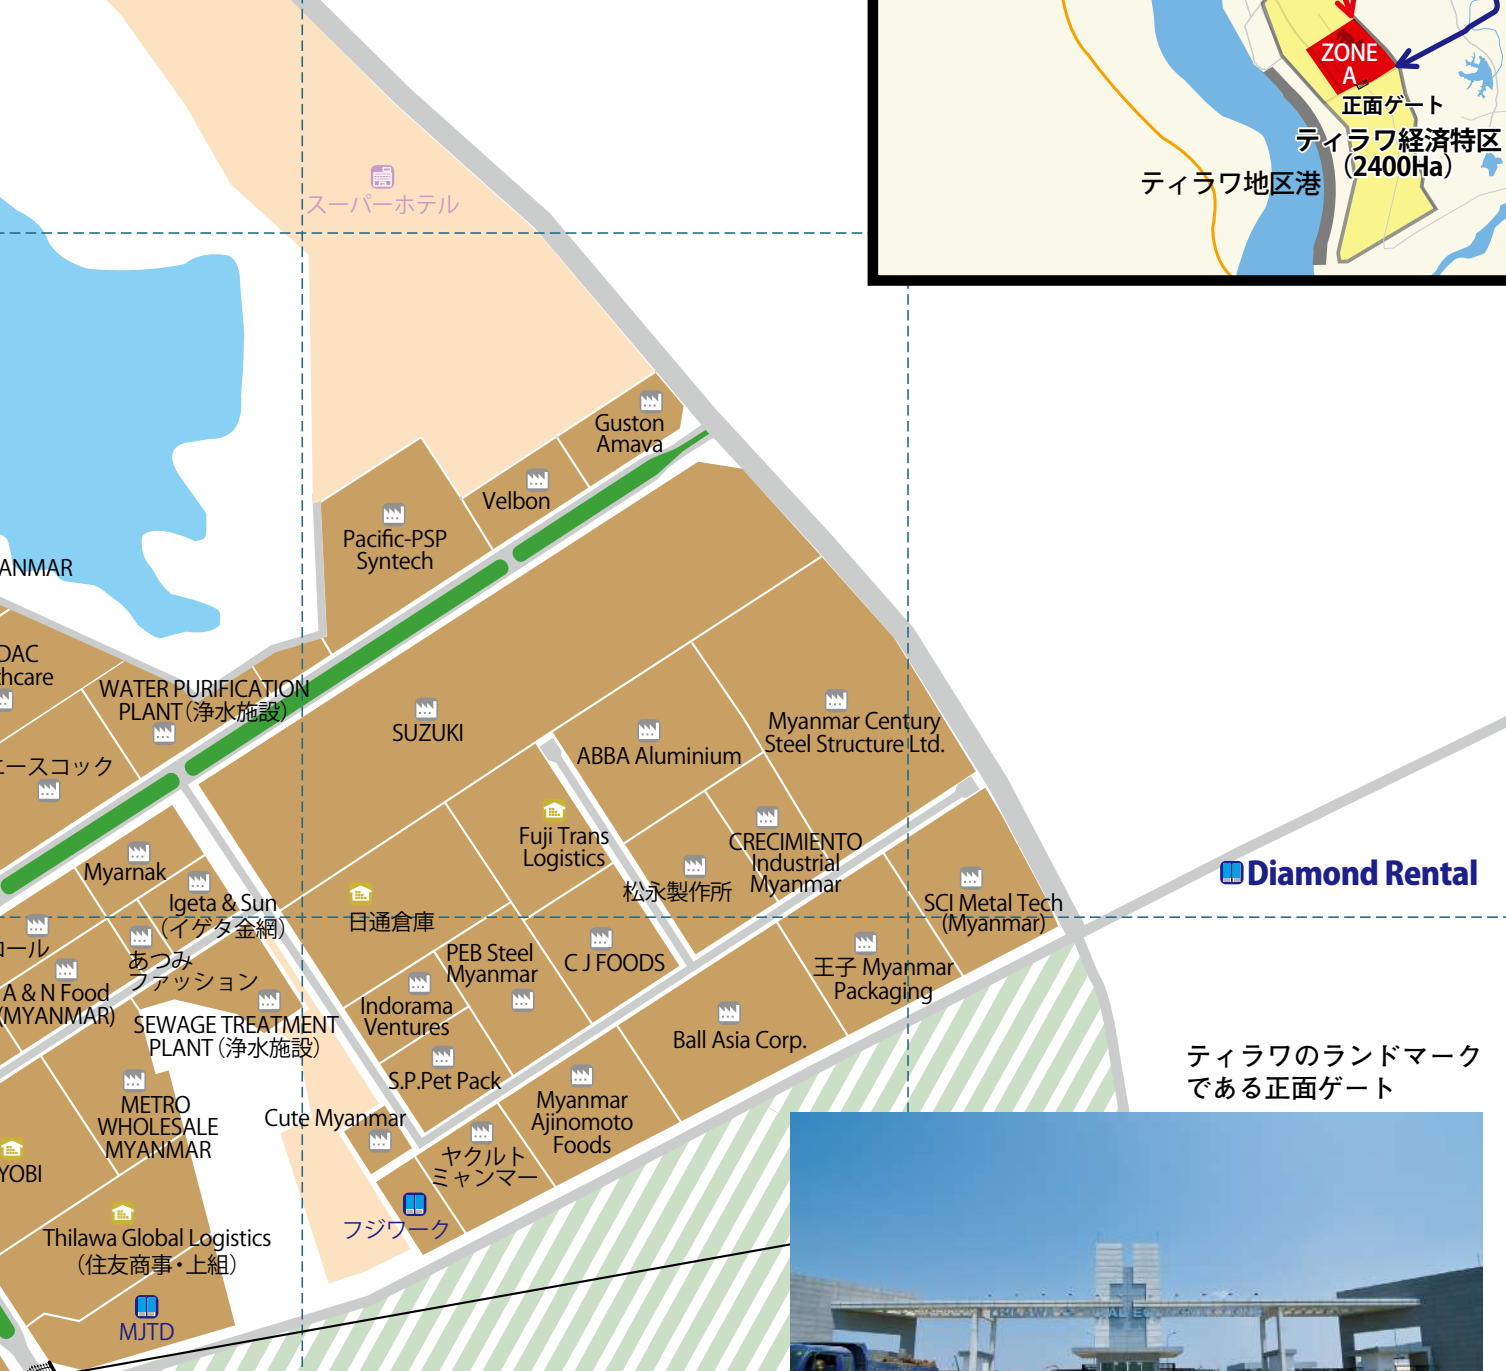 ZONE
A
正面ゲート
ティラワ経済特区
(2400Ha)
ティラワ地区港
スーパーホテル
Guston
Amava
Velbon
Pacific-PSP
Syntech
ANMAR
DAC
thcare
WATER PURIFICATION
PLANT(浄水施設)
エースコック
SUZUKI
ABBA Aluminium
Myanmar Century
Steel Structure Ltd.
Fuji Trans
Logistics
CRECIMIENTO
Industrial
Myanmar
松永製作所
Myarnak
Igeta & Sun
(イゲタ金網)
日通倉庫
SCI Metal Tech
(Myanmar)
Diamond Rental
コール
あつみ
ファッション
A & N Food
(MYANMAR)
PEB Steel
Myanmar
C J FOODS
王子 Myanmar
Packaging
Indorama
Ventures
SEWAGE TREATMENT
PLANT(浄水施設)
Ball Asia Corp.
S.P.Pet Pack
METRO
WHOLESALE
MYANMAR
Cute Myanmar
Myanmar
Ajinomoto
Foods
ヤクルト
ミャンマー
YOBI
フジワーク
Thilawa Global Logistics
(住友商事・上組)
MJTD
ティラワのランドマーク
である正面ゲート
THILAWA SPECIAL ECONOMIC ZONE